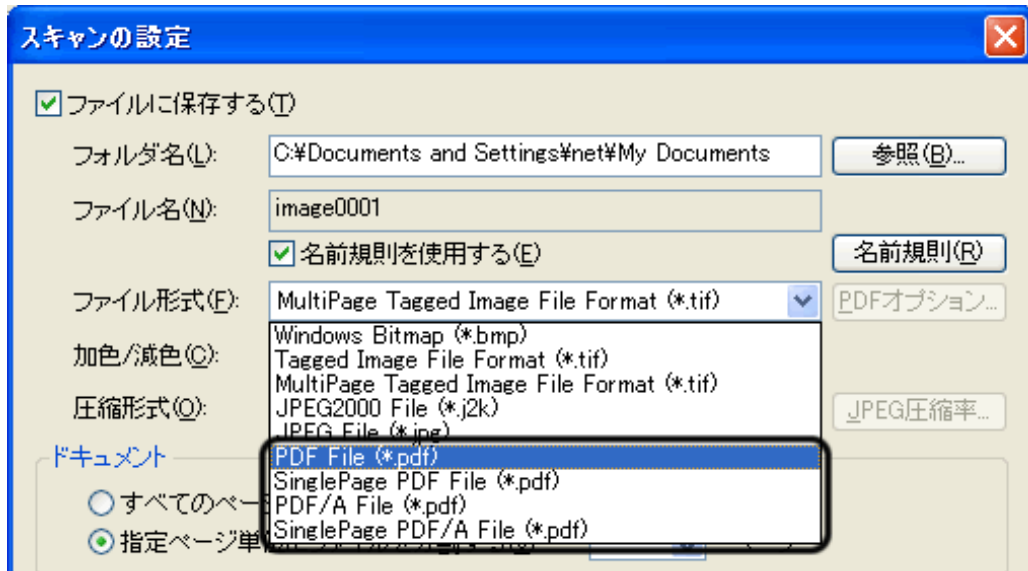 スキャンの設定
ファイルに保存する(T)
フォルダ名(L): C:¥Documents and Settings¥net¥My Documents 参照(B)...
ファイル名(N): image0001
名前規則を使用する(E) 名前規則(R)
ファイル形式(F): MultiPage Tagged Image File Format (*.tif) PDFオプション...
Windows Bitmap (*.bmp)
加色/減色(C): Tagged Image File Format (*.tif)
MultiPage Tagged Image File Format (*.tif)
圧縮形式(O): JPEG2000 File (*.j2k) JPEG圧縮率...
JPEG File (*.jpg)
ドキュメント PDF File (*.pdf)
SinglePage PDF File (*.pdf)
すべてのペー PDF/A File (*.pdf)
指定ページ単 SinglePage PDF/A File (*.pdf)